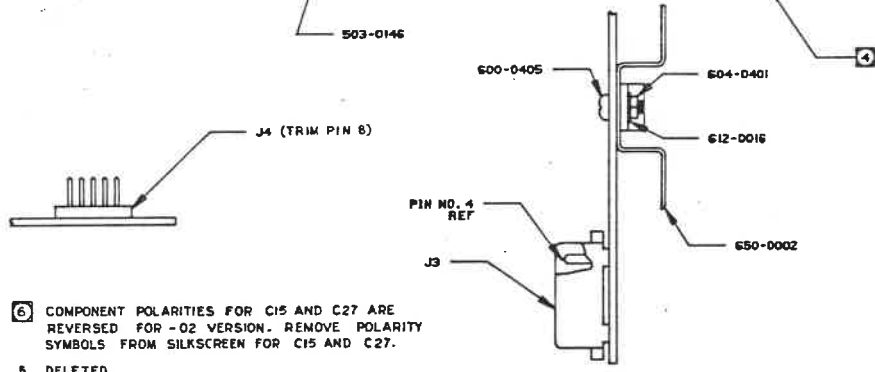 503-0146
4
600-0405
604-0401
J4 (TRIM PIN 8)
612-0016
PIN NO. 4
REF
650-0002
J3
6 COMPONENT POLARITIES FOR C15 AND C27 ARE
REVERSED FOR -02 VERSION. REMOVE POLARITY
SYMBOLS FROM SILKSCREEN FOR C15 AND C27.
5. DELETED